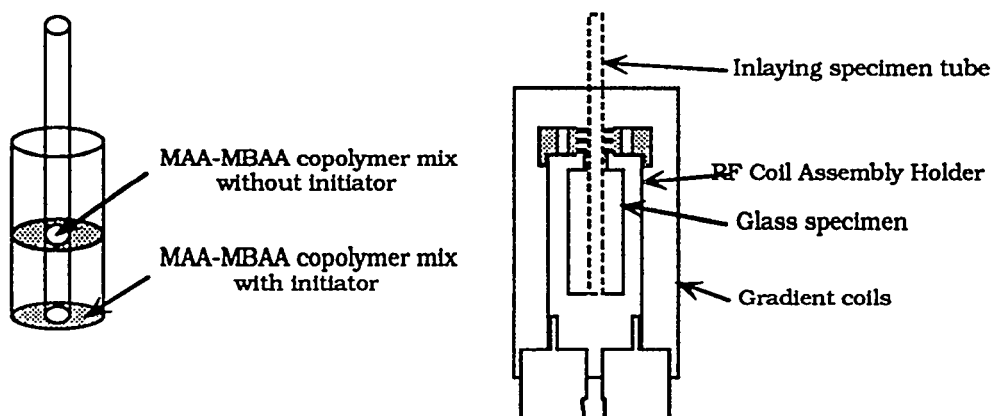 MAA-MBAA copolymer mix
without initiator
MAA-MBAA copolymer mix
with initiator
Inlaying specimen tube
RF Coil Assembly Holder
Glass specimen
Gradient coils